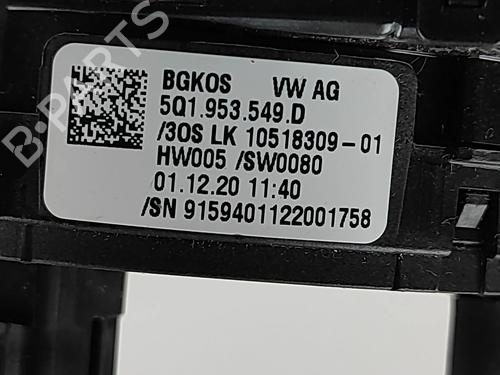 BGKOS VW AG
5Q1.953.549.D
/3OS LK 10518309-01
HW005 /SW0080
01.12.20 11:40
/SN 9159401122001758
B-PARTS